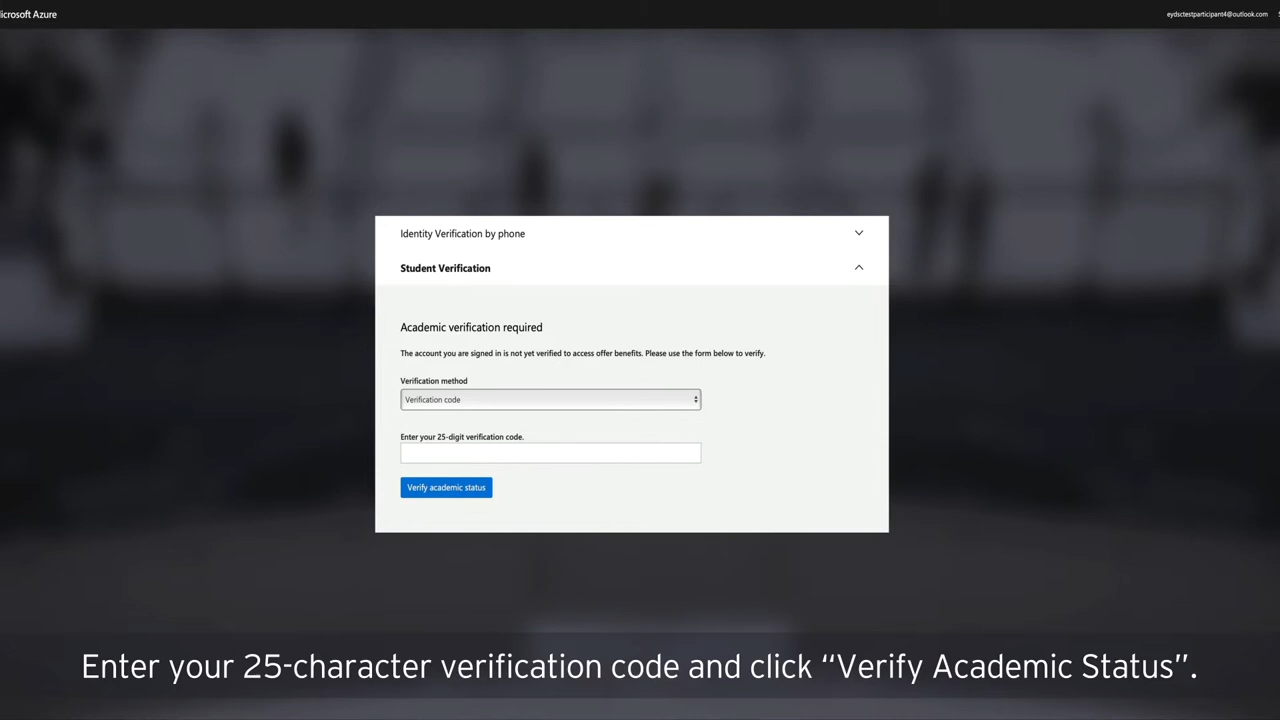 Microsoft Azure
eydsctestparticipant4@outlook.com
Identity Verification by phone
Student Verification
Academic verification required
The account you are signed in is not yet verified to access offer benefits. Please use the form below to verify.
Verification method
Verification code
Enter your 25-digit verification code.
Verify academic status
Enter your 25-character verification code and click “Verify Academic Status”.